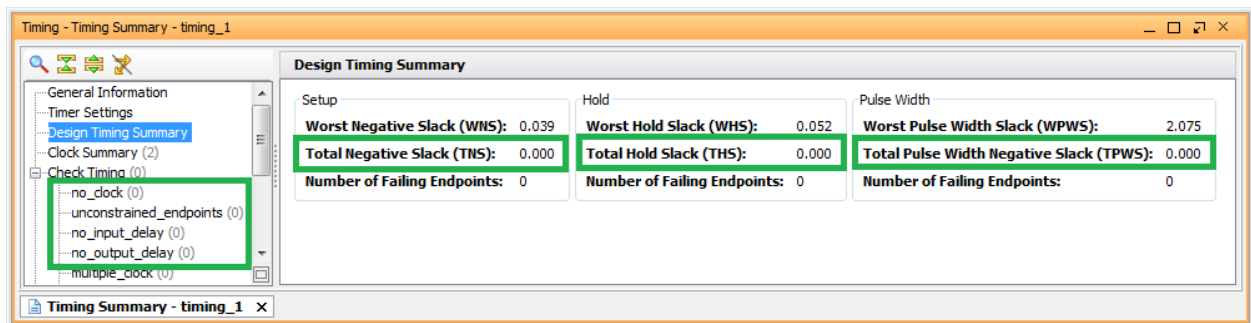 Timing - Timing Summary - timing_1
General Information
Timer Settings
Design Timing Summary
Clock Summary (2)
Check Timing (0)
no_clock (0)
unconstrained_endpoints (0)
no_input_delay (0)
no_output_delay (0)
multiple_clock (0)
Design Timing Summary
Setup
Worst Negative Slack (WNS): 0.039
Total Negative Slack (TNS): 0.000
Number of Failing Endpoints: 0
Hold
Worst Hold Slack (WHS): 0.052
Total Hold Slack (THS): 0.000
Number of Failing Endpoints: 0
Pulse Width
Worst Pulse Width Slack (WPWS): 2.075
Total Pulse Width Negative Slack (TPWS): 0.000
Number of Failing Endpoints: 0
Timing Summary - timing_1